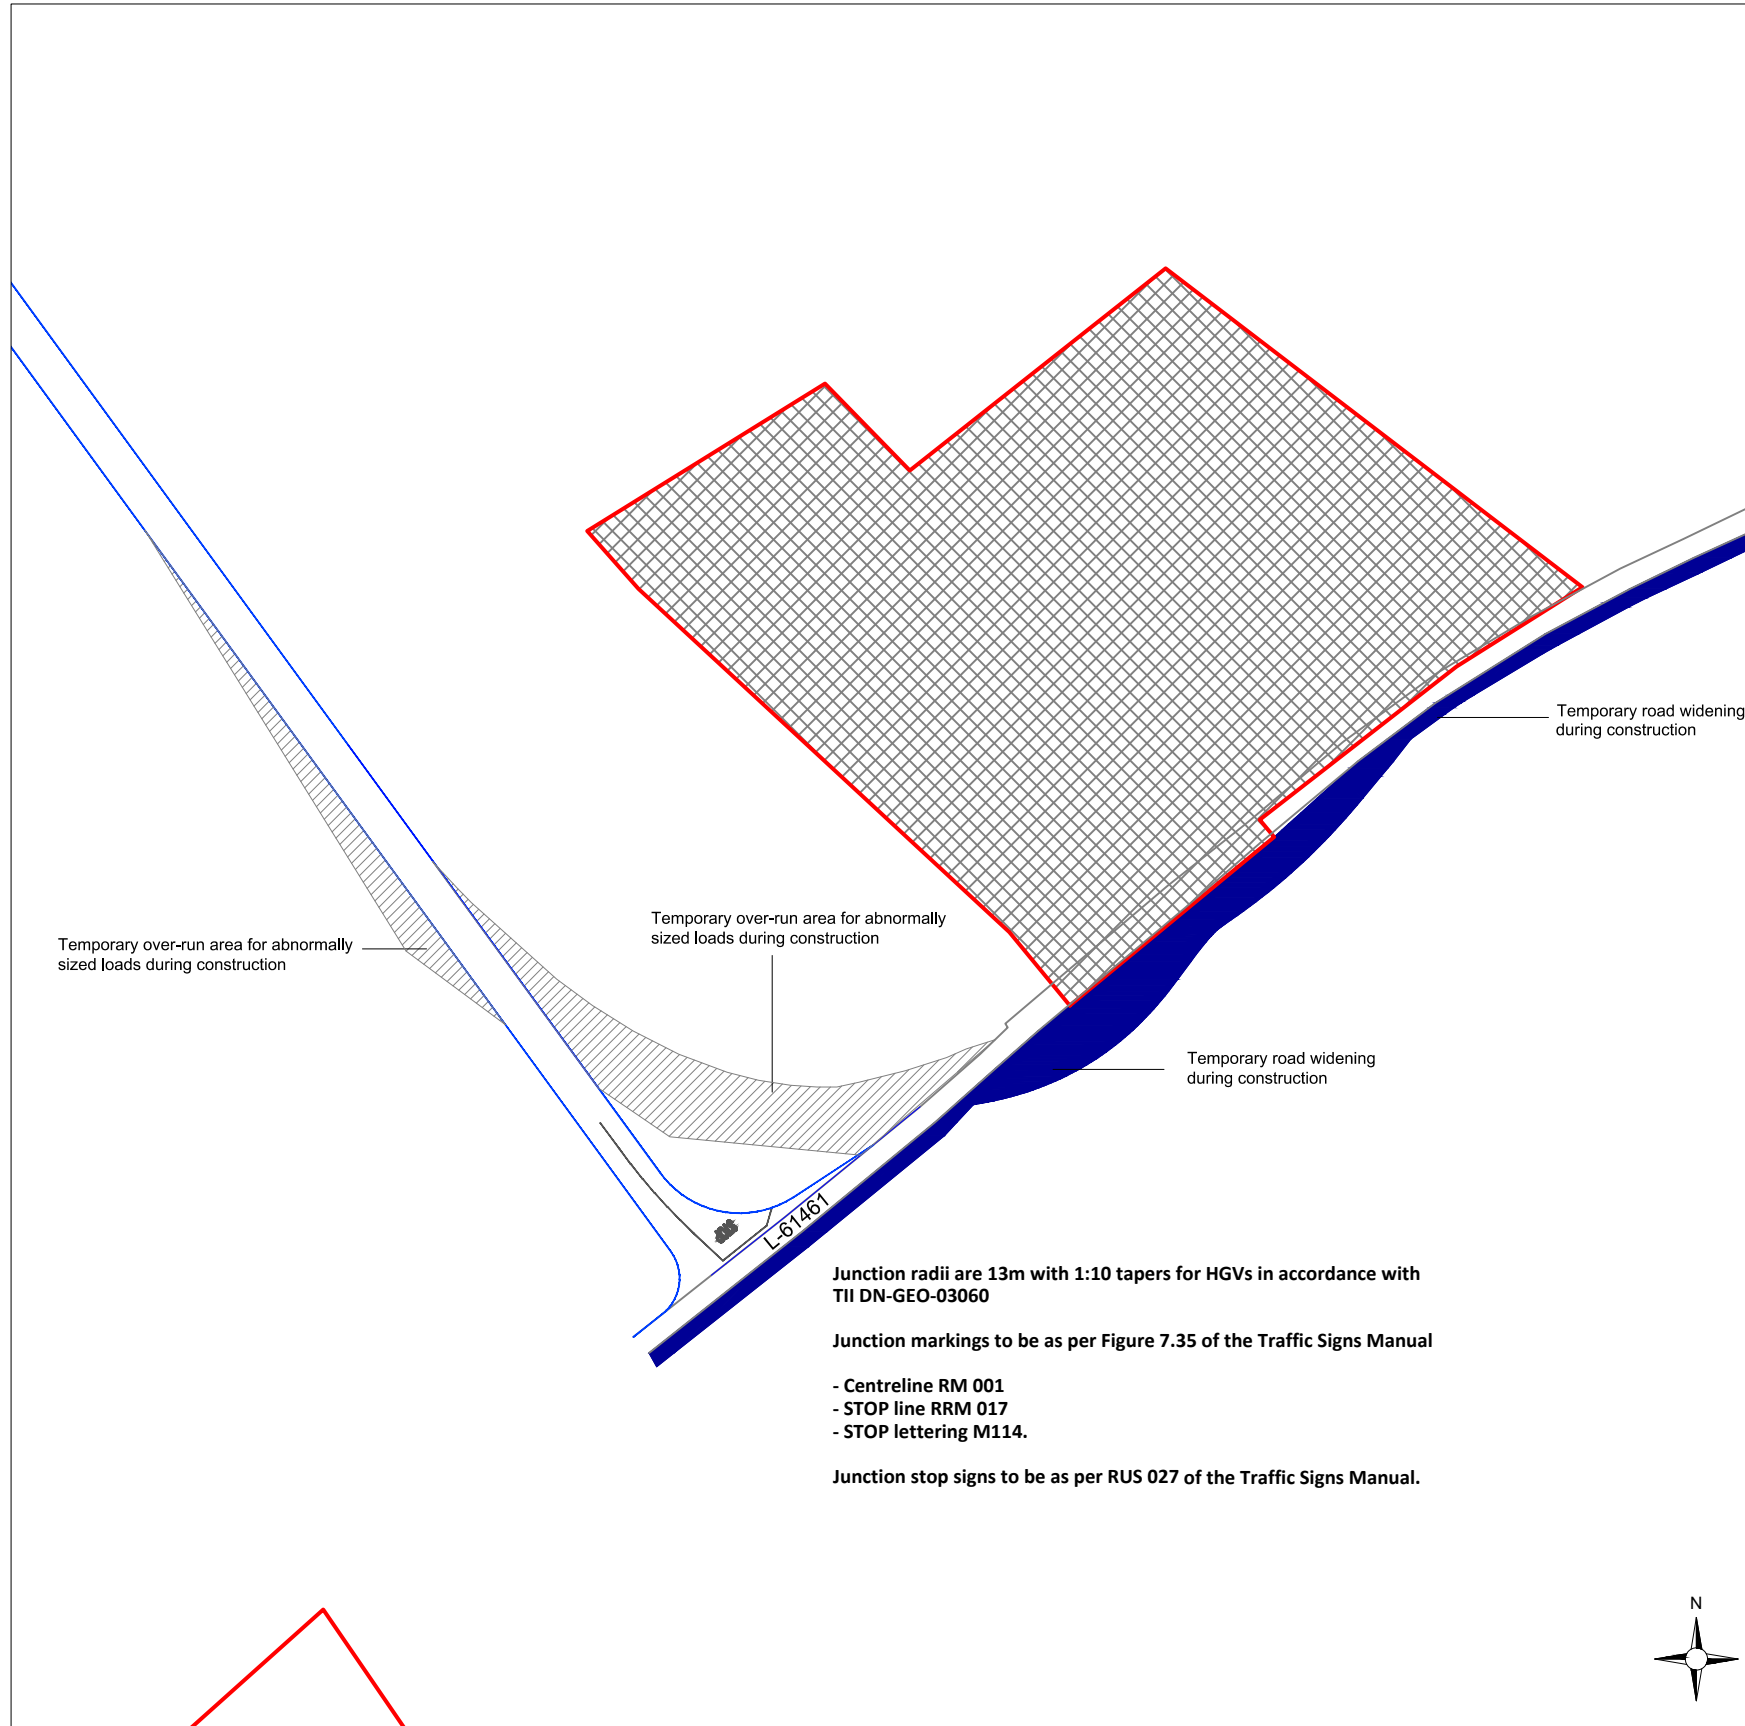 Temporary road widening
during construction
Temporary over-run area for abnormally
sized loads during construction
Temporary over-run area for abnormally
sized loads during construction
Temporary road widening
during construction
L-61461
Junction radii are 13m with 1:10 tapers for HGVs in accordance with
TII DN-GEO-03060
Junction markings to be as per Figure 7.35 of the Traffic Signs Manual
- Centreline RM 001
- STOP line RRM 017
- STOP lettering M114.
Junction stop signs to be as per RUS 027 of the Traffic Signs Manual.
N